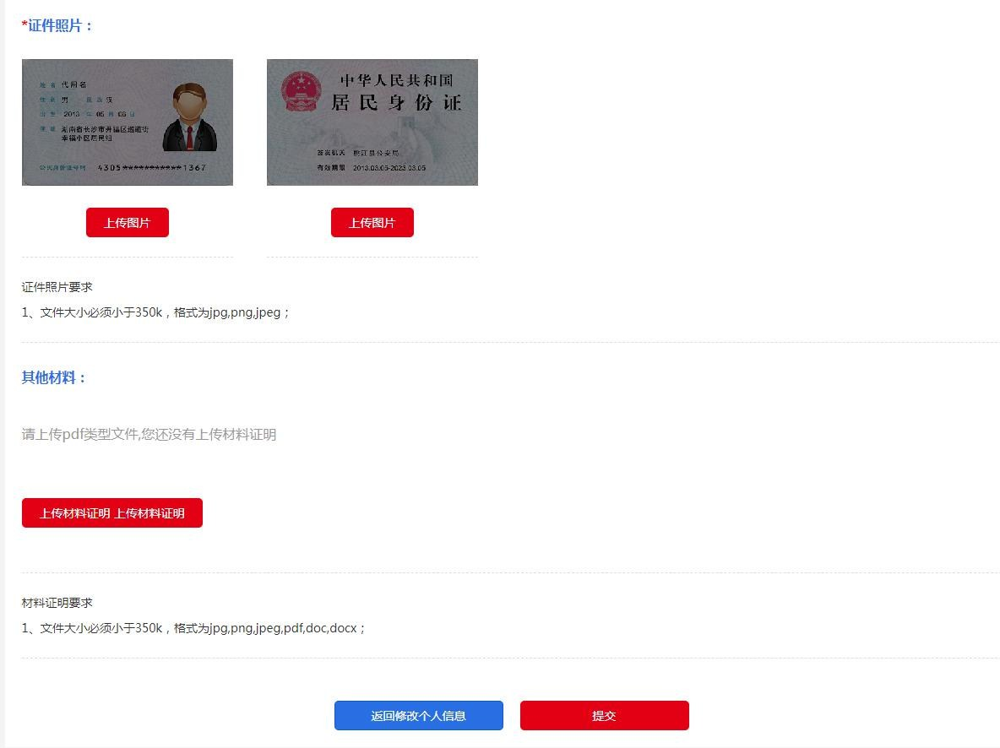 *证件照片：
姓 名 代用名
性 别 男 民 族 汉
出 生 2013 年 05 月 06 日
住 址 湖南省长沙市开福区巡道街
幸福小区居民组
公民身份证号码 4305***********1367
中华人民共和国
居民身份证
签发机关 桃江县公安局
有效期限 2013.03.05-2023.03.05
上传图片 上传图片
证件照片要求
1、文件大小必须小于350k，格式为jpg,png,jpeg；
其他材料：
请上传pdf类型文件,您还没有上传材料证明
上传材料证明 上传材料证明
材料证明要求
1、文件大小必须小于350k，格式为jpg,png,jpeg,pdf,doc,docx；
返回修改个人信息 提交